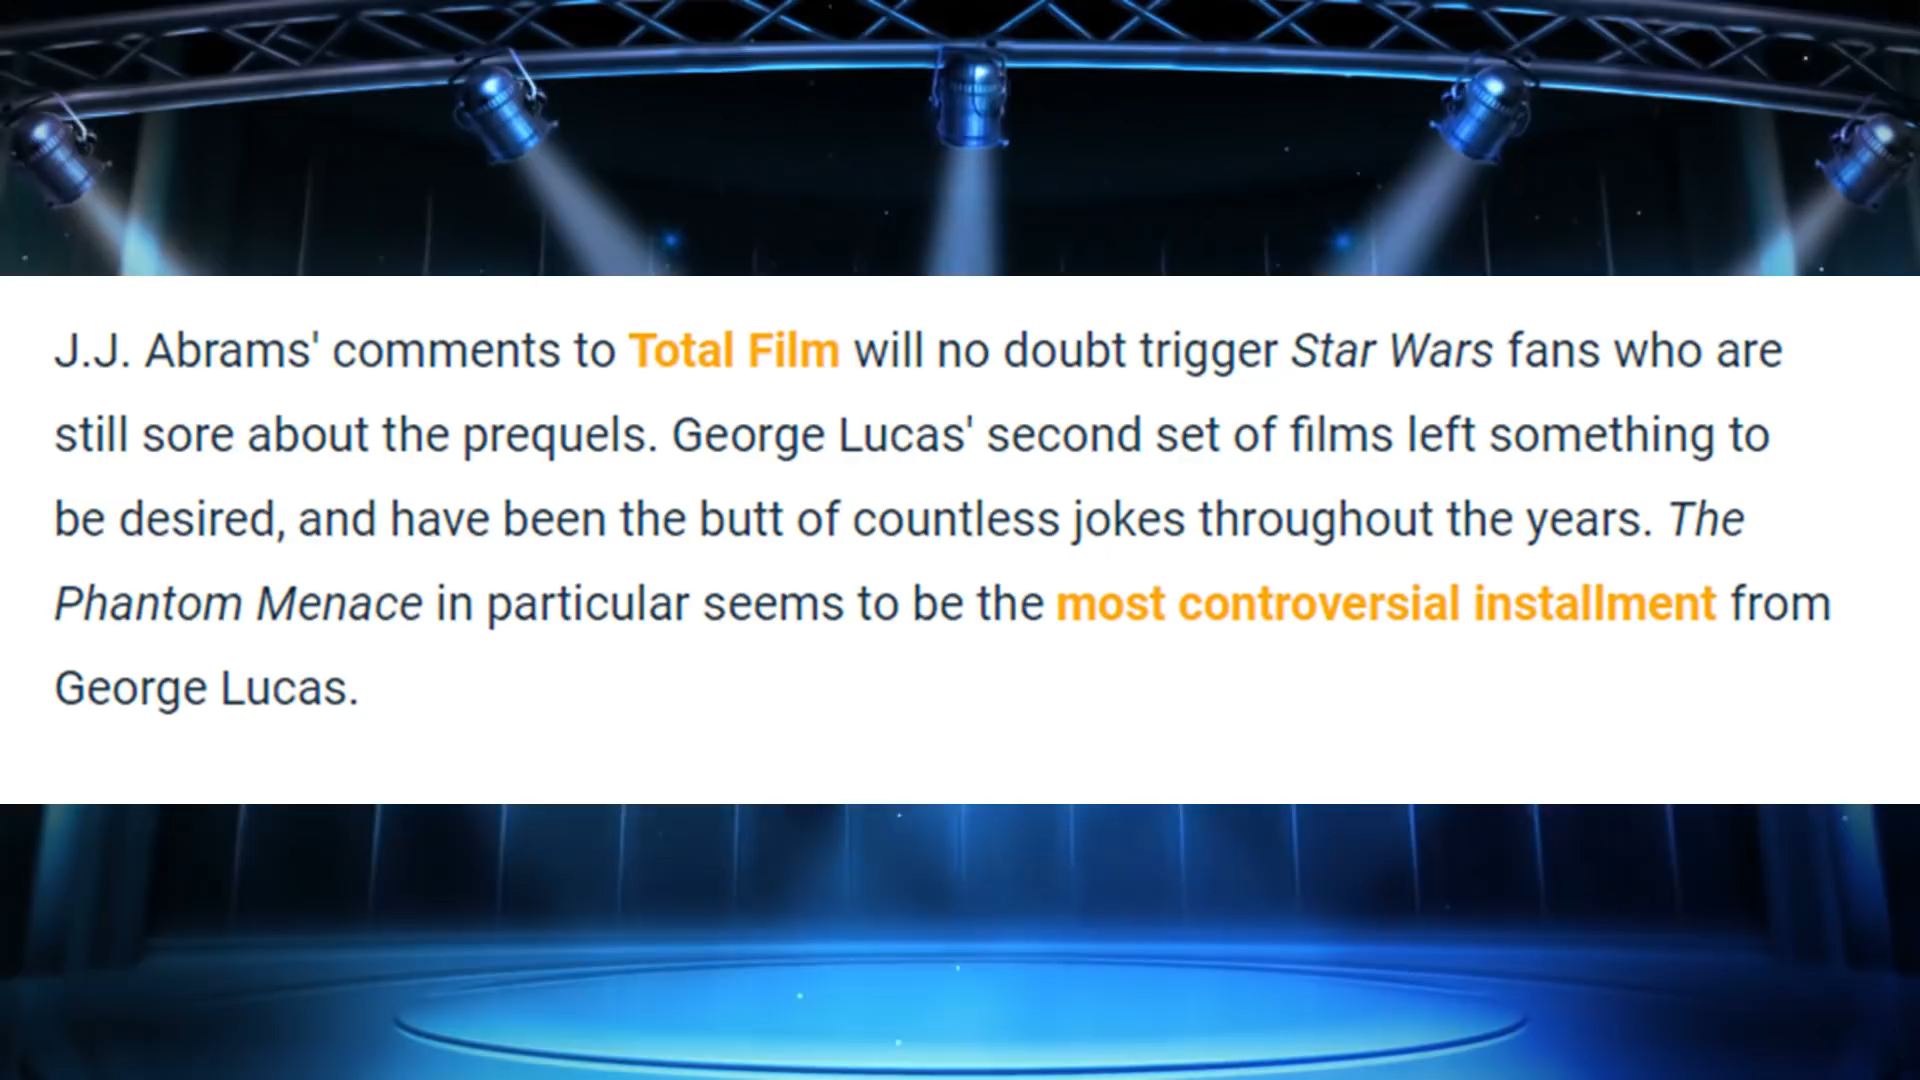 J.J. Abrams' comments to Total Film will no doubt trigger Star Wars fans who are
still sore about the prequels. George Lucas' second set of films left something to
be desired, and have been the butt of countless jokes throughout the years. The
Phantom Menace in particular seems to be the most controversial installment from
George Lucas.